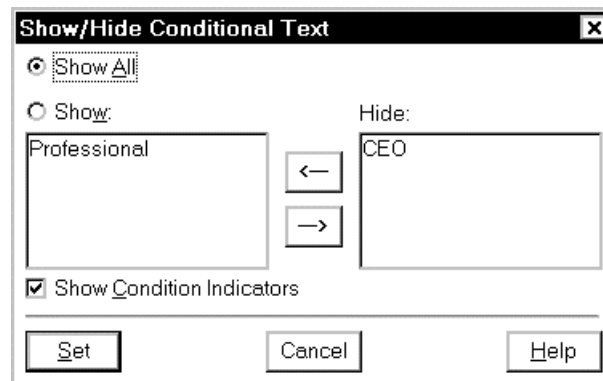 Show/Hide Conditional Text
Show All
Show:
Hide:
Professional
CEO
<—
—>
Show Condition Indicators
Set
Cancel
Help